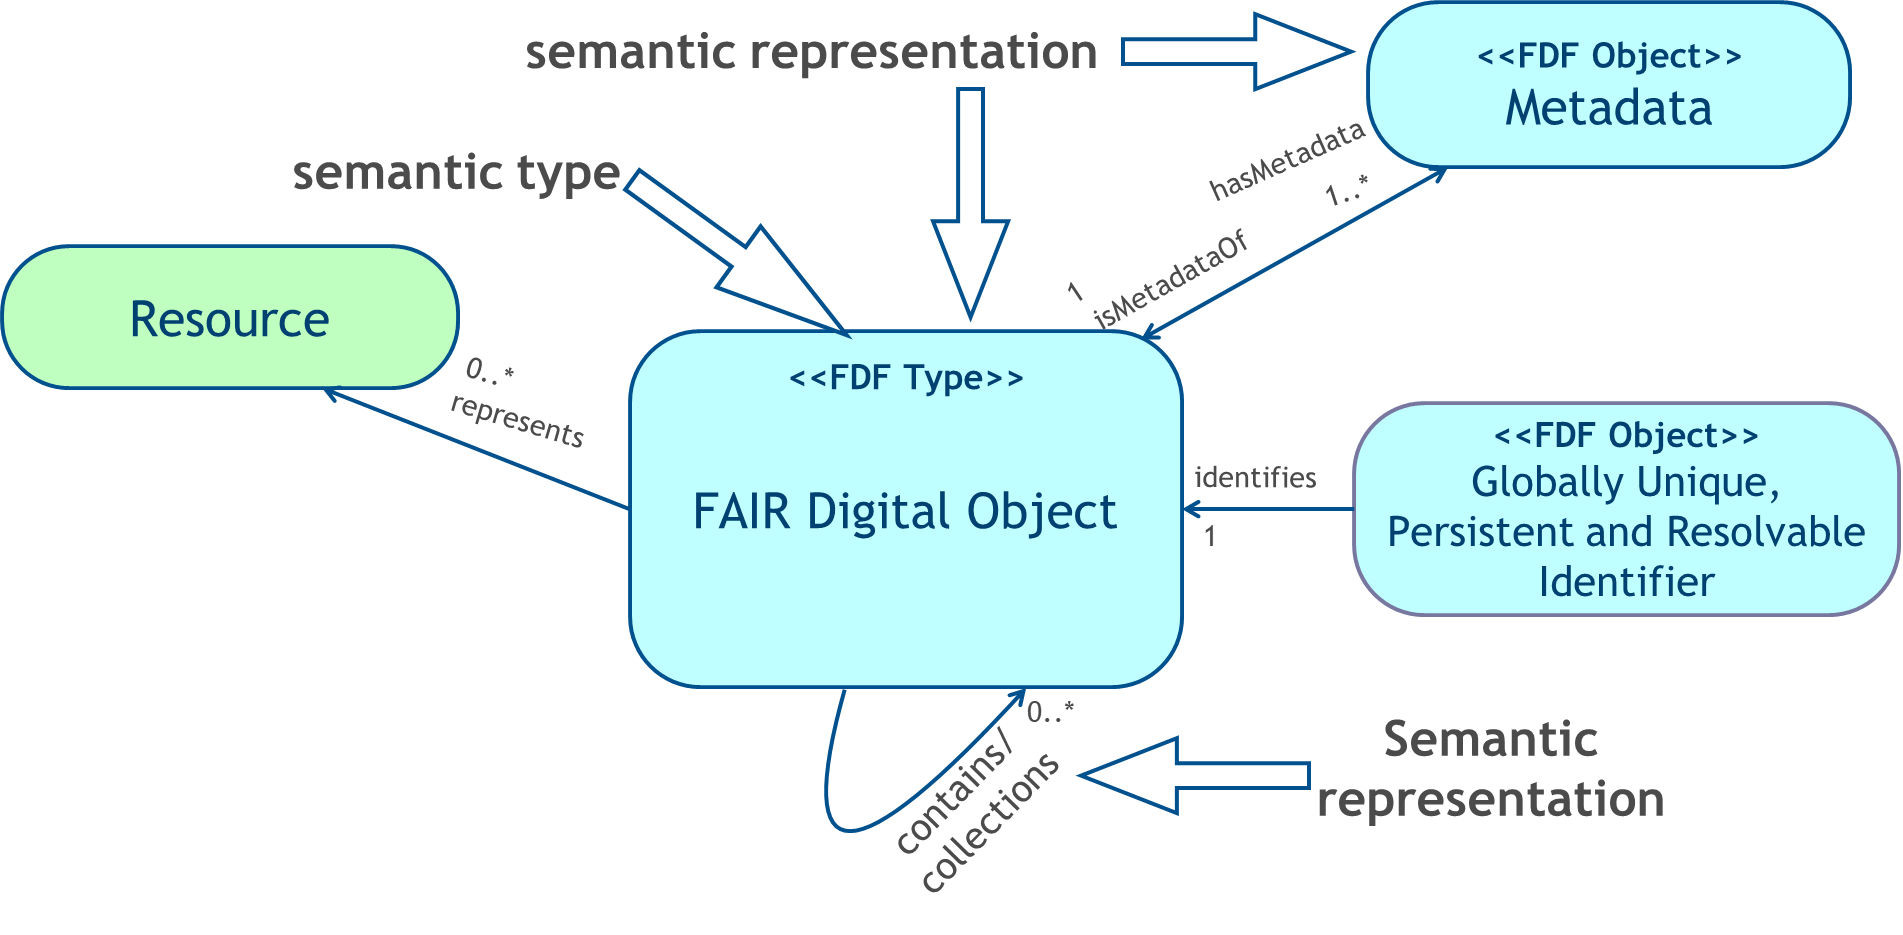 semantic representation
<<FDF Object>>
Metadata
hasMetadata
1..*
semantic type
isMetadataOf
1
Resource
0..*
represents
<<FDF Type>>
FAIR Digital Object
<<FDF Object>>
Globally Unique,
Persistent and Resolvable
Identifier
identifies
1
0..*
contains/
collections
Semantic
representation